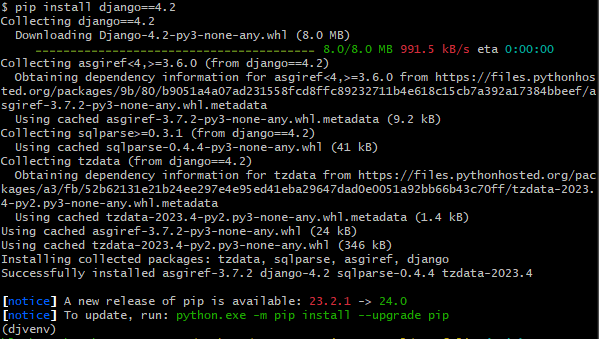 $ pip install django==4.2
Collecting django==4.2
Downloading Django-4.2-py3-none-any.whl (8.0 MB)
---------------------------------------- 8.0/8.0 MB 991.5 kB/s eta 0:00:00
Collecting asgiref<4,>=3.6.0 (from django==4.2)
Obtaining dependency information for asgiref<4,>=3.6.0 from https://files.pythonhos
ted.org/packages/9b/80/b9051a4a07ad231558fcd8ffc89232711b4e618c15cb7a392a17384bbeef/a
sgiref-3.7.2-py3-none-any.whl.metadata
Using cached asgiref-3.7.2-py3-none-any.whl.metadata (9.2 kB)
Collecting sqlparse>=0.3.1 (from django==4.2)
Using cached sqlparse-0.4.4-py3-none-any.whl (41 kB)
Collecting tzdata (from django==4.2)
Obtaining dependency information for tzdata from https://files.pythonhosted.org/pac
kages/a3/fb/52b62131e21b24ee297e4e95ed41eba29647dad0e0051a92bb66b43c70ff/tzdata-2023.
4-py2.py3-none-any.whl.metadata
Using cached tzdata-2023.4-py2.py3-none-any.whl.metadata (1.4 kB)
Using cached asgiref-3.7.2-py3-none-any.whl (24 kB)
Using cached tzdata-2023.4-py2.py3-none-any.whl (346 kB)
Installing collected packages: tzdata, sqlparse, asgiref, django
Successfully installed asgiref-3.7.2 django-4.2 sqlparse-0.4.4 tzdata-2023.4
[notice] A new release of pip is available: 23.2.1 -> 24.0
[notice] To update, run: python.exe -m pip install --upgrade pip
(djvenv)